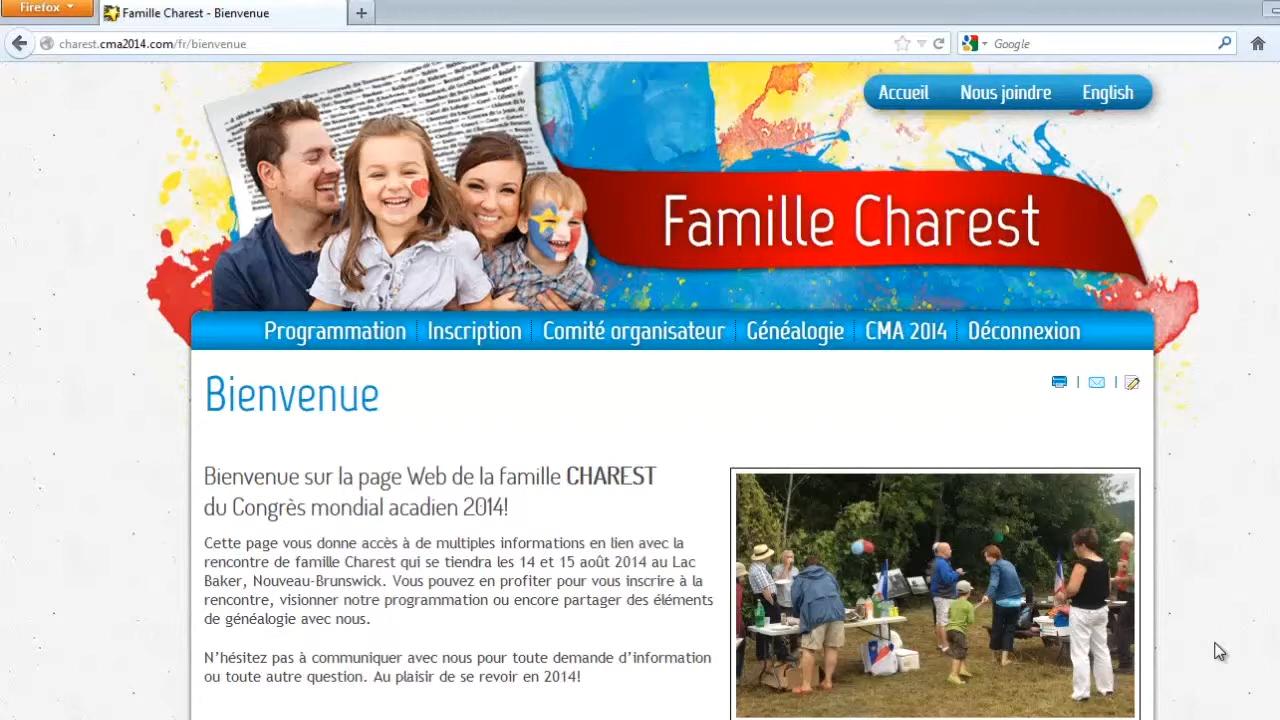 Firefox
Famille Charest - Bienvenue
charest.cma2014.com/fr/bienvenue
Google
Accueil
Nous joindre
English
Famille Charest
Programmation
Inscription
Comité organisateur
Généalogie
CMA 2014
Déconnexion
Bienvenue
Bienvenue sur la page Web de la famille CHAREST
du Congrès mondial acadien 2014!
Cette page vous donne accès à de multiples informations en lien avec la
rencontre de famille Charest qui se tiendra les 14 et 15 août 2014 au Lac
Baker, Nouveau-Brunswick. Vous pouvez en profiter pour vous inscrire à la
rencontre, visionner notre programmation ou encore partager des éléments
de généalogie avec nous.
N'hésitez pas à communiquer avec nous pour toute demande d'information
ou toute autre question. Au plaisir de se revoir en 2014!